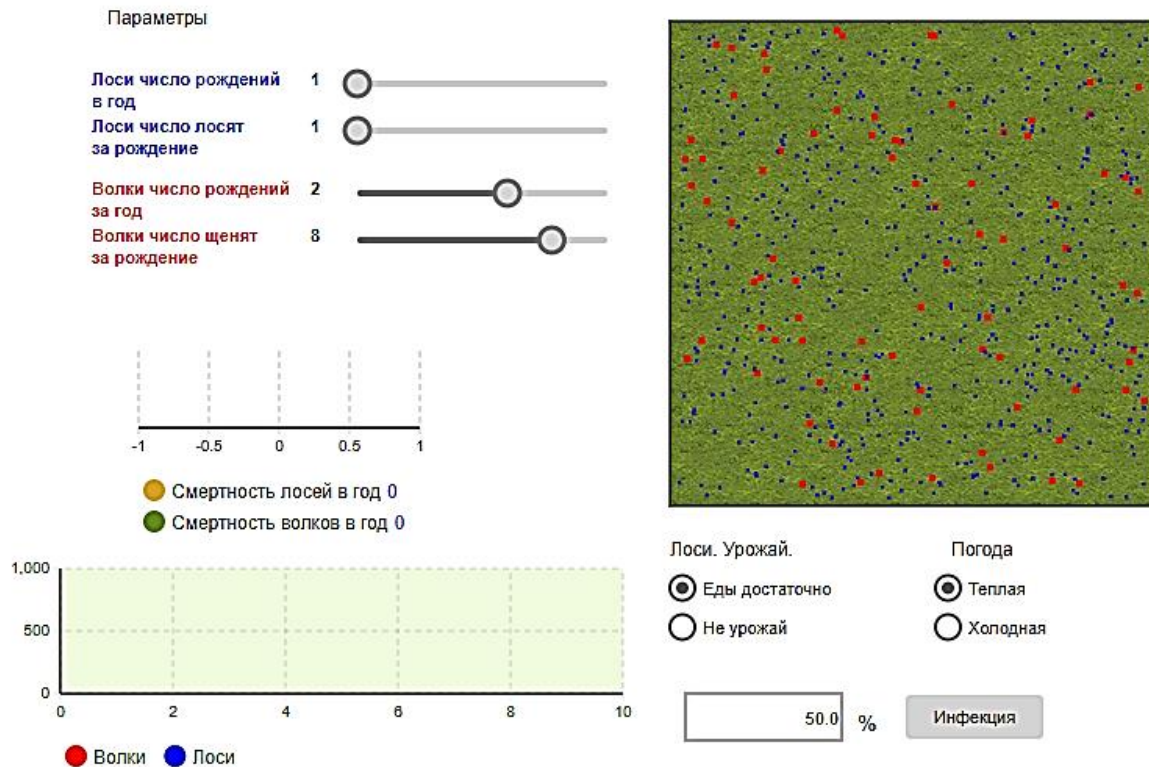 Параметры
Лоси число рождений 1
в год
Лоси число лосят 1
за рождение
Волки число рождений 2
за год
Волки число щенят 8
за рождение
-1 -0.5 0 0.5 1
Смертность лосей в год 0
Смертность волков в год 0
1,000
500
0
0 2 4 6 8 10
Волки Лоси
Лоси. Урожай. Погода
Еды достаточно Теплая
Не урожай Холодная
50.0 % Инфекция